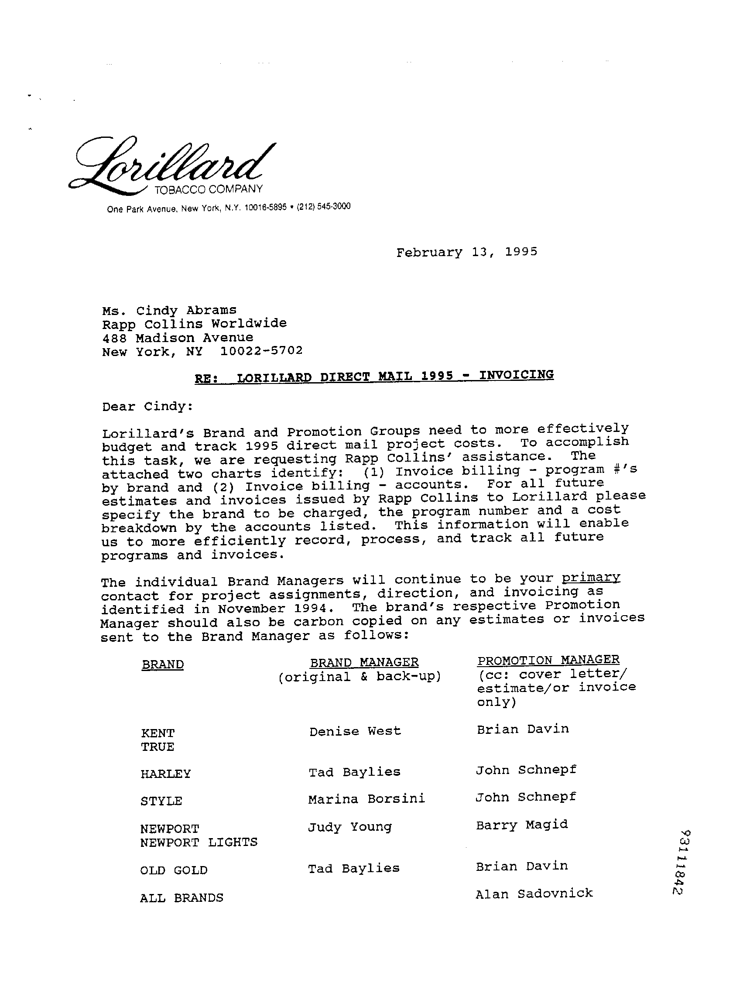 Lorillard
TOBACCO COMPANY
One Park Avenue, New York, N.Y. 10016-5895 • (212) 545-3000
February 13, 1995
Ms. Cindy Abrams
Rapp Collins Worldwide
488 Madison Avenue
New York, NY 10022-5702
RE: LORILLARD DIRECT MAIL 1995 - INVOICING
Dear Cindy:
Lorillard's Brand and Promotion Groups need to more effectively
budget and track 1995 direct mail project costs. To accomplish
this task, we are requesting Rapp Collins' assistance. The
attached two charts identify: (1) Invoice billing - program #'s
by brand and (2) Invoice billing - accounts. For all future
estimates and invoices issued by Rapp Collins to Lorillard please
specify the brand to be charged, the program number and a cost
breakdown by the accounts listed. This information will enable
us to more efficiently record, process, and track all future
programs and invoices.
The individual Brand Managers will continue to be your primary
contact for project assignments, direction, and invoicing as
identified in November 1994. The brand's respective Promotion
Manager should also be carbon copied on any estimates or invoices
sent to the Brand Manager as follows:
BRAND BRAND MANAGER PROMOTION MANAGER
(original & back-up) (cc: cover letter/
estimate/or invoice
only)
KENT Denise West Brian Davin
TRUE
HARLEY Tad Baylies John Schnepf
STYLE Marina Borsini John Schnepf
NEWPORT Judy Young Barry Magid
NEWPORT LIGHTS
OLD GOLD Tad Baylies Brian Davin
ALL BRANDS Alan Sadovnick
93111842